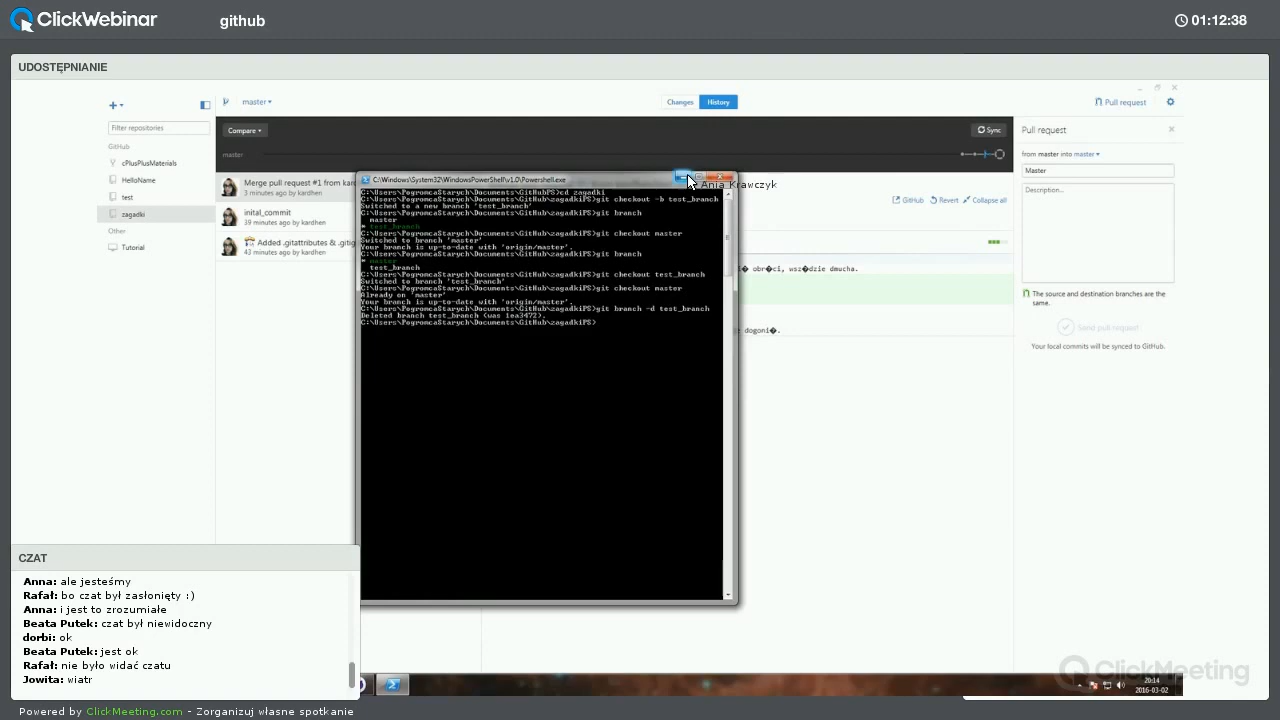 ClickWebinar
github
01:12:38
UDOSTĘPNIANIE
master
Changes
History
Pull request
Filter repositories
GitHub
cPlusPlusMaterials
HelloName
test
zagadki
Other
Tutorial
Compare
Sync
master
Merge pull request #1 from kard
3 minutes ago by kardhen
inital_commit
39 minutes ago by kardhen
Added .gitattributes & .gitig
43 minutes ago by kardhen
C:\Windows\System32\WindowsPowerShell\v1.0\Powershell.exe
Ania Krawczyk
C:\Users\PogromcaStarych\Documents\GitHubPS>cd zagadki
C:\Users\PogromcaStarych\Documents\GitHub\zagadkiPS>git checkout -b test_branch
Switched to a new branch 'test_branch'
C:\Users\PogromcaStarych\Documents\GitHub\zagadkiPS>git branch
master
* test_branch
C:\Users\PogromcaStarych\Documents\GitHub\zagadkiPS>git checkout master
Switched to branch 'master'
Your branch is up-to-date with 'origin/master'.
C:\Users\PogromcaStarych\Documents\GitHub\zagadkiPS>git branch
* master
test_branch
C:\Users\PogromcaStarych\Documents\GitHub\zagadkiPS>git checkout test_branch
Switched to branch 'test_branch'
C:\Users\PogromcaStarych\Documents\GitHub\zagadkiPS>git checkout master
Already on 'master'
Your branch is up-to-date with 'origin/master'.
C:\Users\PogromcaStarych\Documents\GitHub\zagadkiPS>git branch -d test_branch
Deleted branch test_branch (was 1ea3472).
C:\Users\PogromcaStarych\Documents\GitHub\zagadkiPS>
GitHub
Revert
Collapse all
obr�ci, wsz�dzie dmucha.
dogoni�.
Pull request
from master into master
Master
Description...
The source and destination branches are the
same.
Send pull request
Your local commits will be synced to GitHub.
CZAT
Anna: ale jesteśmy
Rafał: bo czat był zasłonięty :)
Anna: i jest to zrozumiałe
Beata Putek: czat był niewidoczny
dorbi: ok
Beata Putek: jest ok
Rafał: nie było widać czatu
Jowita: wiatr
ClickMeeting
20:14
2016-03-02
Powered by ClickMeeting.com - Zorganizuj własne spotkanie